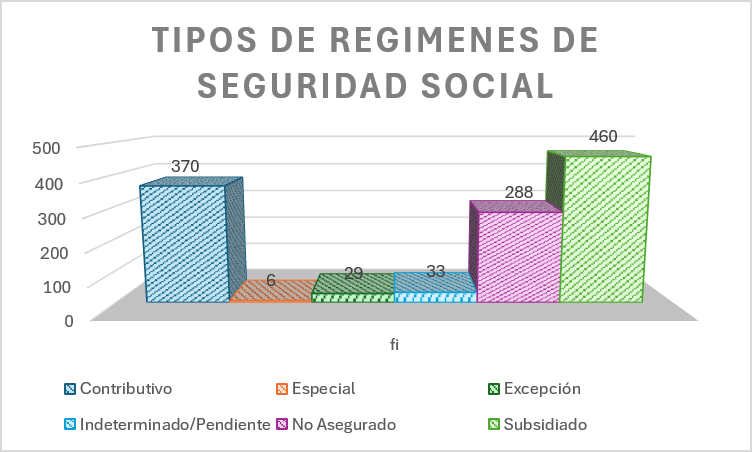 TIPOS DE REGIMENES DE
SEGURIDAD SOCIAL
500
400
300
200
100
0
370
6
29
33
288
460
fi
Contributivo
Especial
Excepción
Indeterminado/Pendiente
No Asegurado
Subsidiado